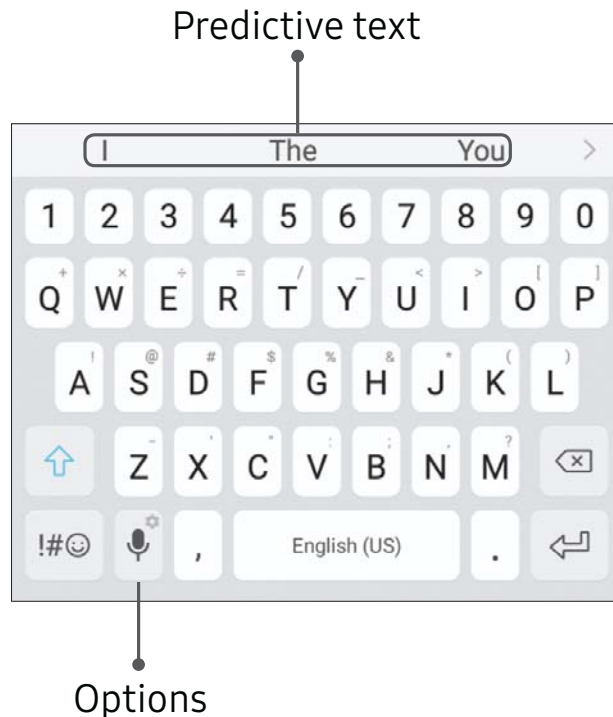 Predictive text
I The You >
1 2 3 4 5 6 7 8 9 0
+ × ÷ = / _ < > [ ]
Q W E R T Y U I O P
! @ # $ % & * ( )
A S D F G H J K L
- ' " : ; , ?
Z X C V B N M
!#☺ , English (US) .
Options